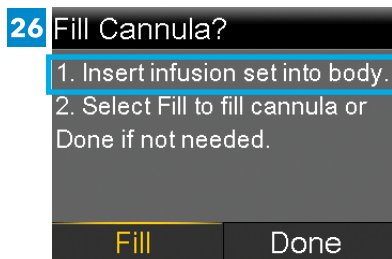 26 Fill Cannula?
1. Insert infusion set into body.
2. Select Fill to fill cannula or
Done if not needed.
Fill Done